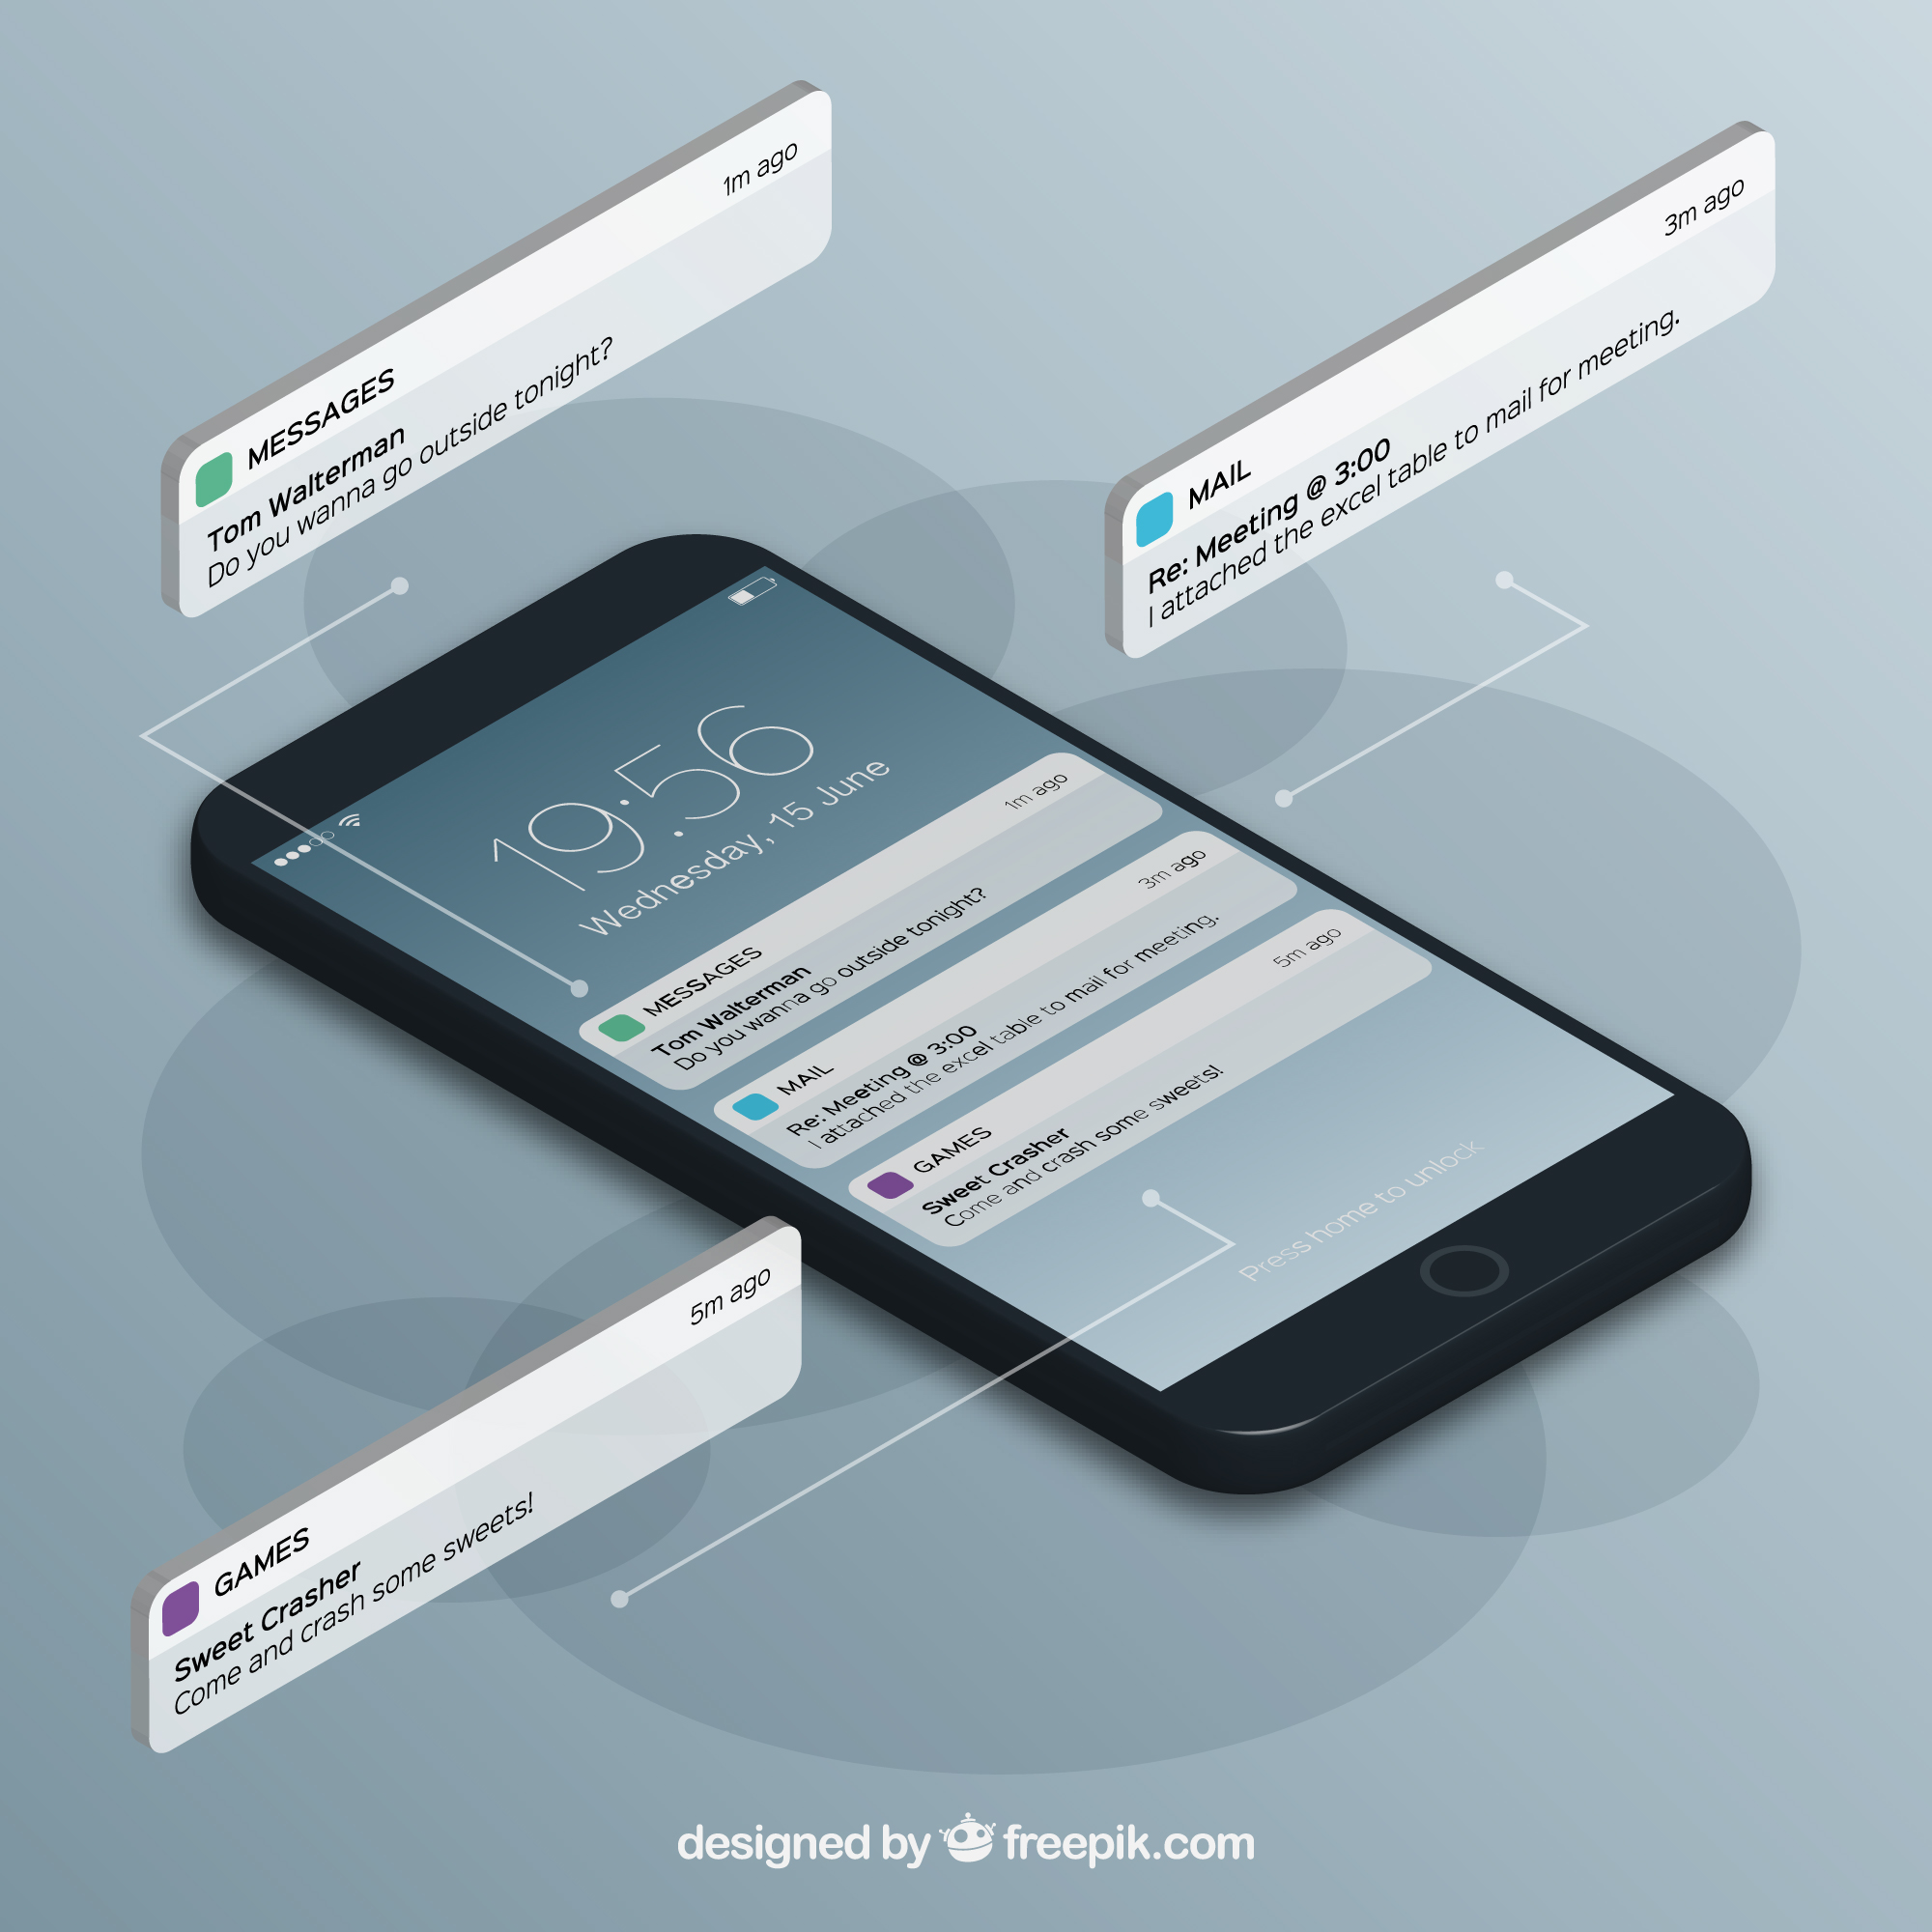 MESSAGES
1m ago
Tom Walterman
Do you wanna go outside tonight?
MAIL
3m ago
Re: Meeting @ 3:00
I attached the excel table to mail for meeting.
19:56
Wednesday, 15 June
MESSAGES
1m ago
Tom Walterman
Do you wanna go outside tonight?
MAIL
3m ago
Re: Meeting @ 3:00
I attached the excel table to mail for meeting.
GAMES
5m ago
Sweet Crasher
Come and crash some sweets!
Press home to unlock
GAMES
5m ago
Sweet Crasher
Come and crash some sweets!
designed by freepik.com